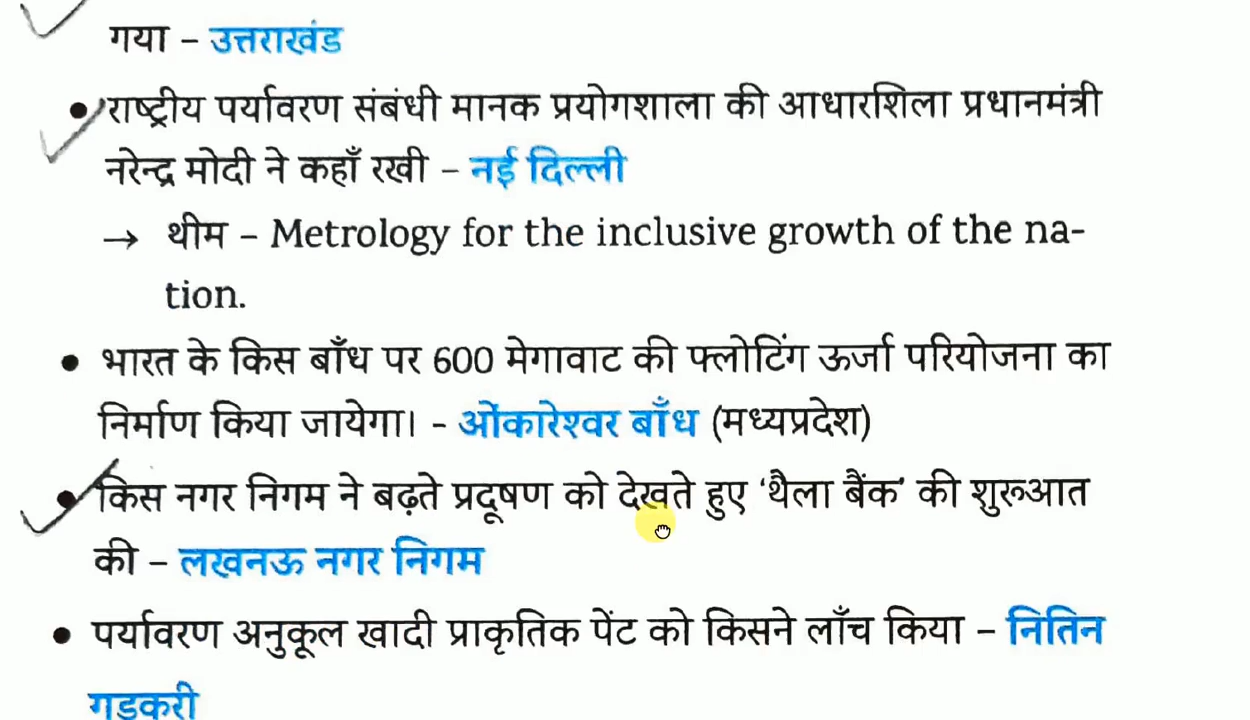 गया – उत्तराखंड
• राष्ट्रीय पर्यावरण संबंधी मानक प्रयोगशाला की आधारशिला प्रधानमंत्री
नरेन्द्र मोदी ने कहाँ रखी – नई दिल्ली
→ थीम – Metrology for the inclusive growth of the na-
tion.
• भारत के किस बाँध पर 600 मेगावाट की फ्लोटिंग ऊर्जा परियोजना का
निर्माण किया जायेगा। - ओंकारेश्वर बाँध (मध्यप्रदेश)
• किस नगर निगम ने बढ़ते प्रदूषण को देखते हुए ‘थैला बैंक’ की शुरूआत
की – लखनऊ नगर निगम
• पर्यावरण अनुकूल खादी प्राकृतिक पेंट को किसने लाँच किया – नितिन
गडकरी